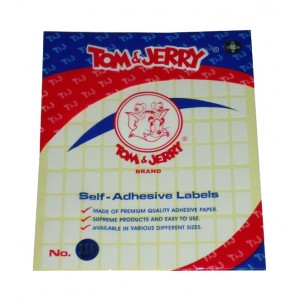 TOM & JERRY ®
TOM & JERRY
BRAND
Self-Adhesive Labels
✓ MADE OF PREMIUM QUALITY ADHESIVE PAPER.
✓ SUPREME PRODUCTS AND EASY TO USE.
✓ AVAILABLE IN VARIOUS DIFFERENT SIZES.
No.